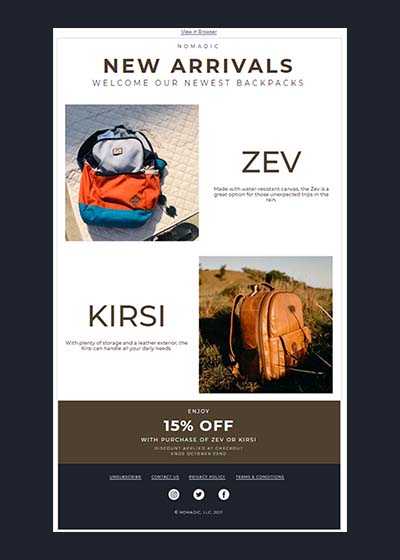 View in Browser
NOMADIC
NEW ARRIVALS
WELCOME OUR NEWEST BACKPACKS
ZEV
Made with water-resistant canvas, the Zev is a
great option for those unexpected trips in the
rain.
KIRSI
With plenty of storage and a leather exterior, the
Kirsi can handle all your daily needs.
ENJOY
15% OFF
WITH PURCHASE OF ZEV OR KIRSI
DISCOUNT APPLIED AT CHECKOUT
ENDS OCTOBER 22ND
UNSUBSCRIBE CONTACT US PRIVACY POLICY TERMS & CONDITIONS
© NOMADIC, LLC. 2021